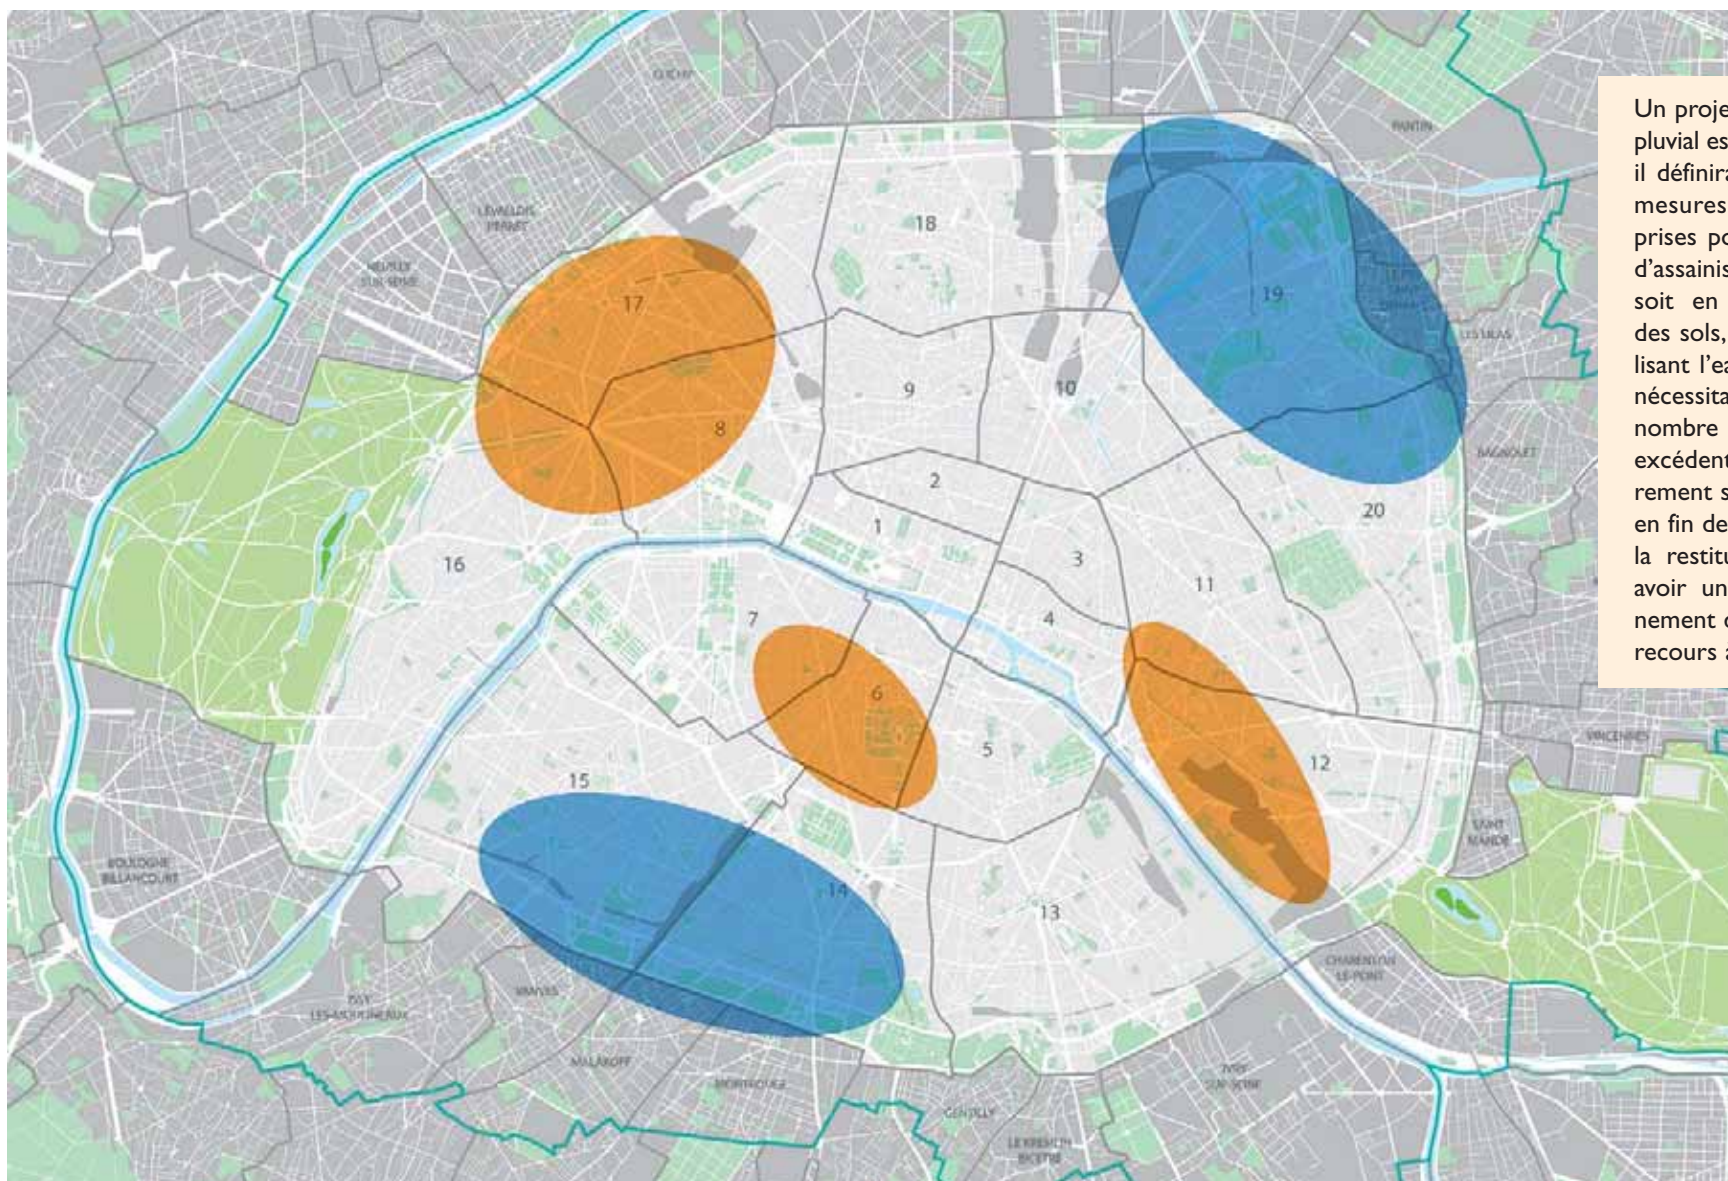 CLICHY
PANTIN
LEVALLOIS
PERRET
NEUILLY
SUR-SEINE
LES LILAS
BAGNOLET
VINCENNES
SAINT
MANDE
CHARENTON
LE-PONT
IVRY
SUR-SEINE
LE KREMLIN
BICETRE
GENTILLY
MONTROUGE
MALAKOFF
VANVES
ISSY
LES-MOULINEAUX
BOULOGNE
BILLANCOURT
18
17
19
9
10
8
2
1
3
20
16
11
4
7
6
5
12
15
14
13
Un proje
pluvial es
il définira
mesures
prises po
d'assainis
soit en
des sols,
lisant l'ea
nécessita
nombre
excédent
rement s
en fin de
la restitu
avoir un
nement d
recours a